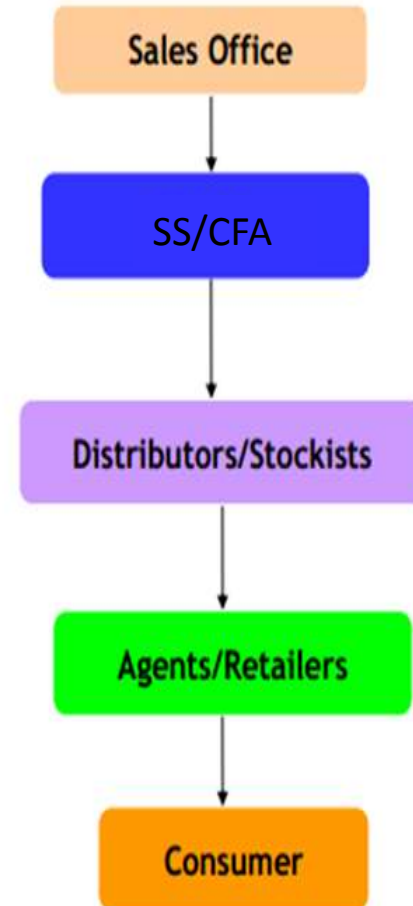 Sales Office
SS/CFA
Distributors/Stockists
Agents/Retailers
Consumer